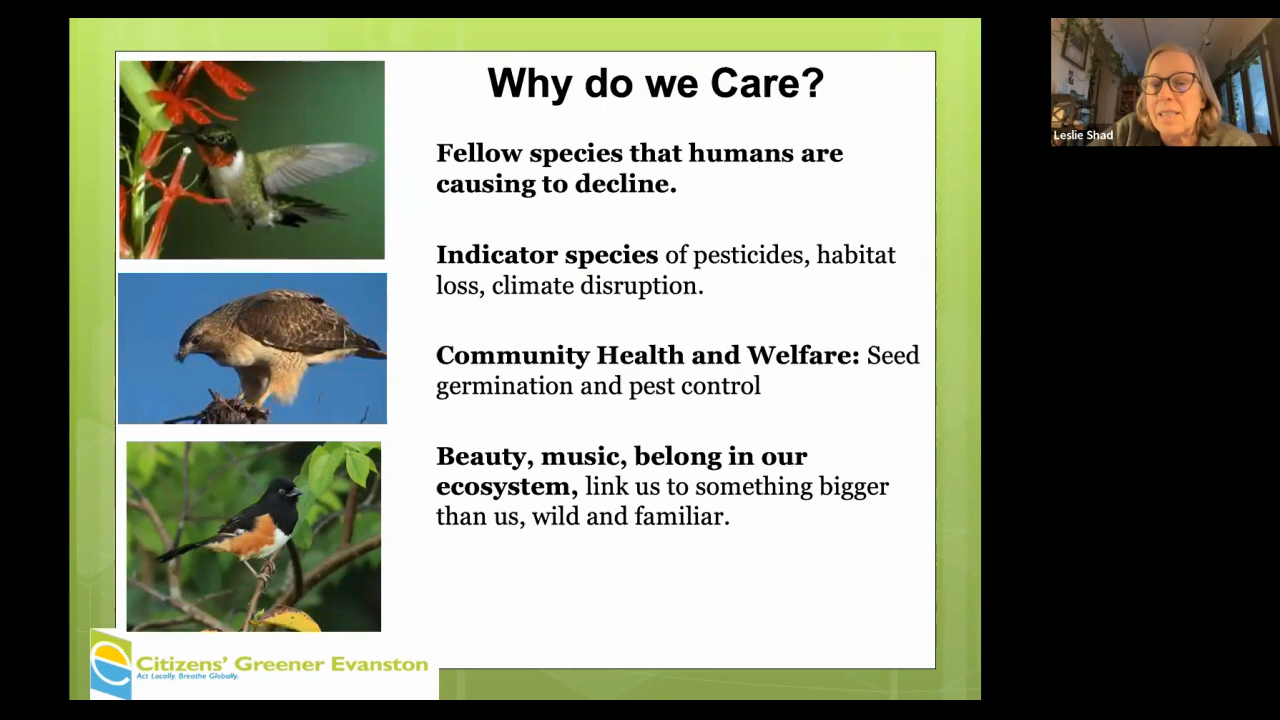 Why do we Care?
Fellow species that humans are
causing to decline.
Indicator species of pesticides, habitat
loss, climate disruption.
Community Health and Welfare: Seed
germination and pest control
Beauty, music, belong in our
ecosystem, link us to something bigger
than us, wild and familiar.
Citizens' Greener Evanston
Act Locally. Breathe Globally.
Leslie Shad